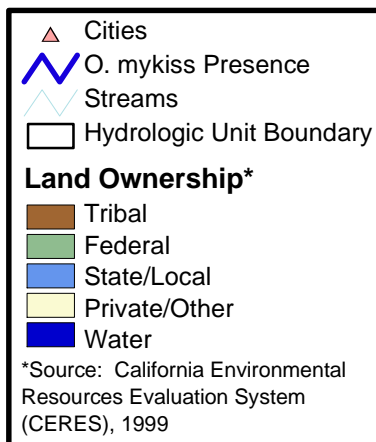 Cities
O. mykiss Presence
Streams
Hydrologic Unit Boundary
Land Ownership*
Tribal
Federal
State/Local
Private/Other
Water
*Source:  California Environmental
Resources Evaluation System
(CERES), 1999